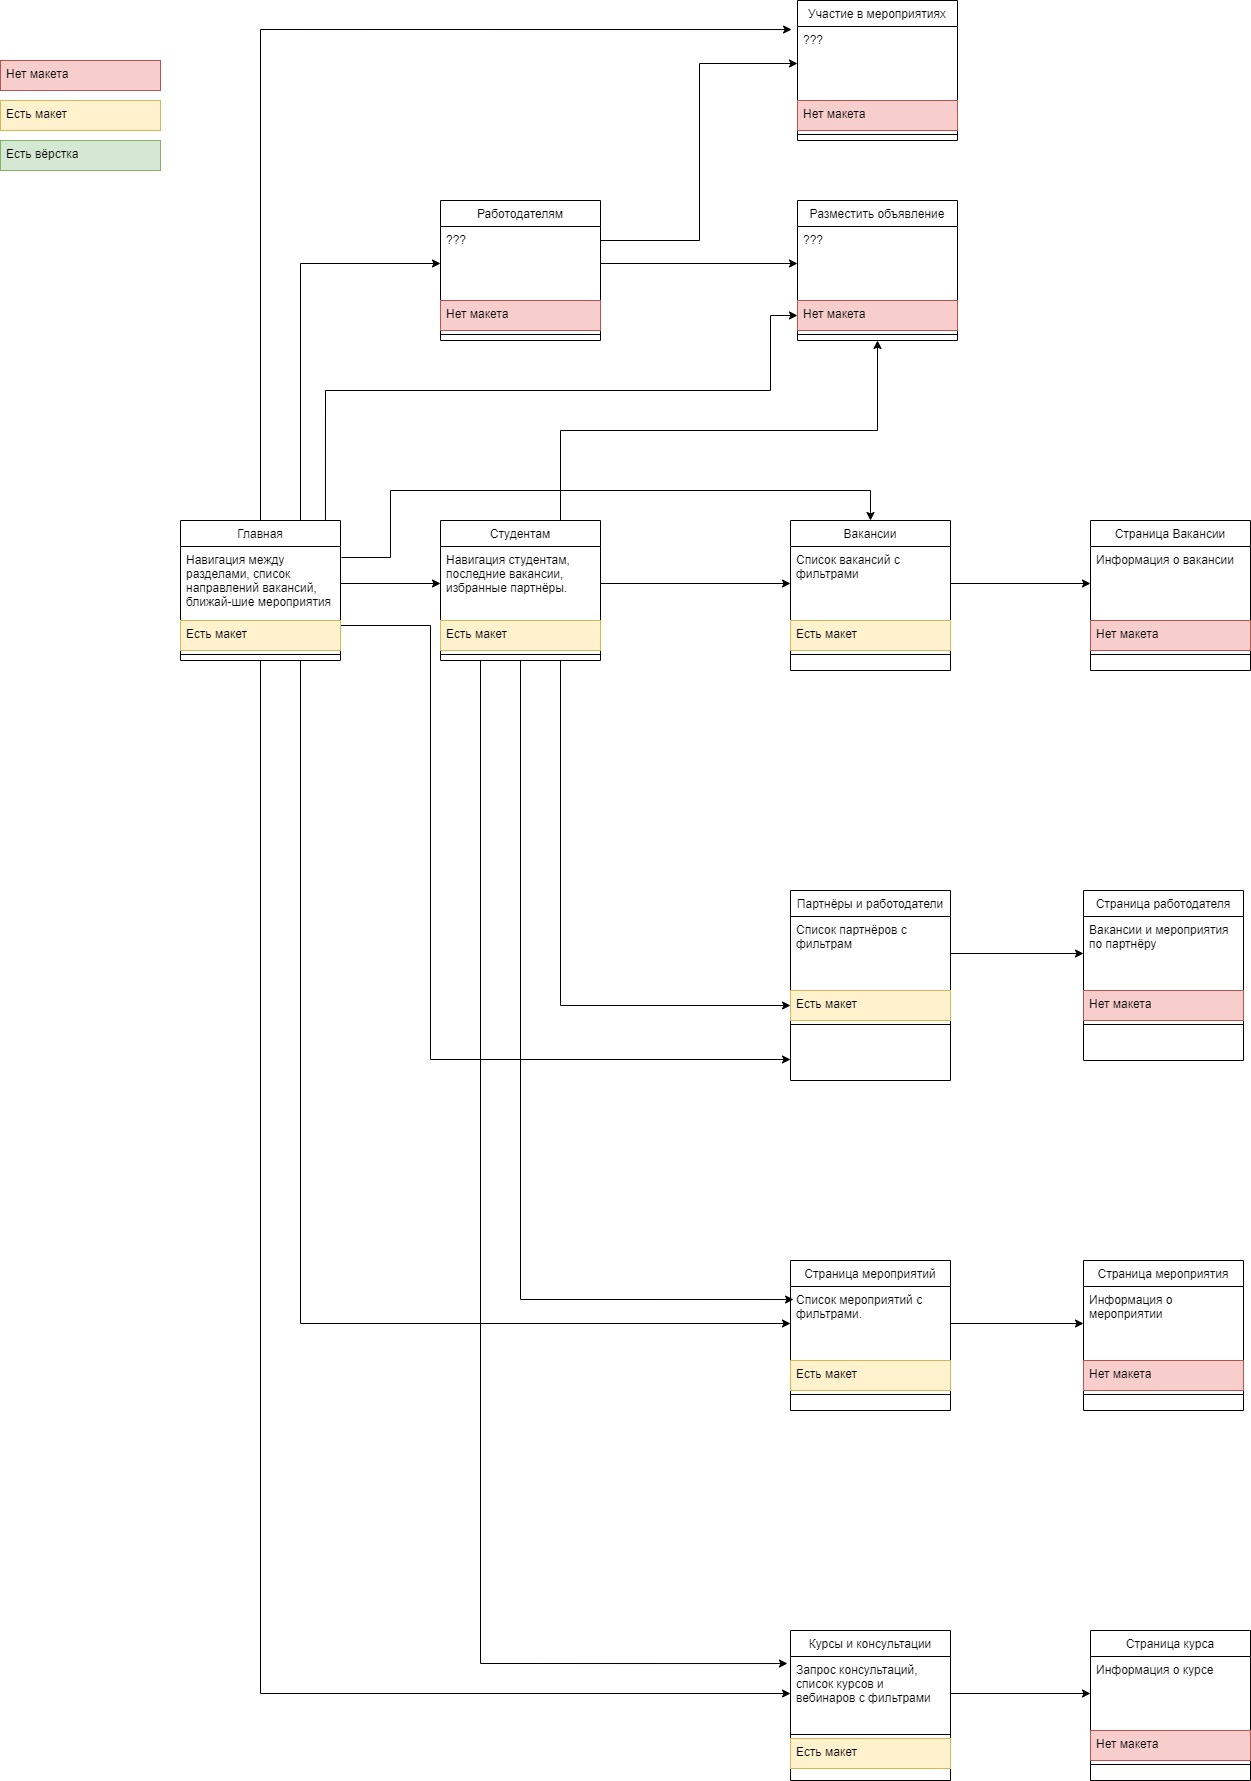 Участие в мероприятиях
???
Нет макета
Нет макета
Есть макет
Есть вёрстка
Работодателям
???
Нет макета
Разместить объявление
???
Нет макета
Главная
Навигация между
разделами, список
направлений вакансий,
ближай-шие мероприятия
Есть макет
Студентам
Навигация студентам,
последние вакансии,
избранные партнёры.
Есть макет
Вакансии
Список вакансий с
фильтрами
Есть макет
Страница Вакансии
Информация о вакансии
Нет макета
Партнёры и работодатели
Список партнёров с
фильтрам
Есть макет
Страница работодателя
Вакансии и мероприятия
по партнёру
Нет макета
Страница мероприятий
Список мероприятий с
фильтрами.
Есть макет
Страница мероприятия
Информация о
мероприятии
Нет макета
Курсы и консультации
Запрос консультаций,
список курсов и
вебинаров с фильтрами
Есть макет
Страница курса
Информация о курсе
Нет макета